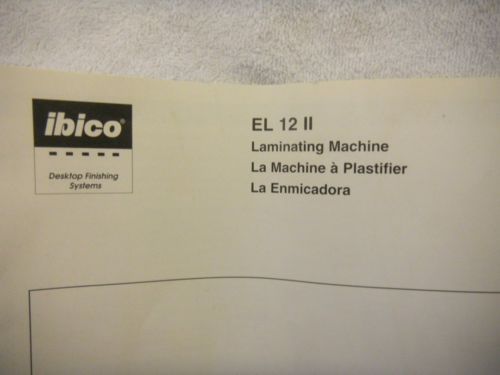 ibico®
Desktop Finishing
Systems
EL 12 II
Laminating Machine
La Machine à Plastifier
La Enmicadora